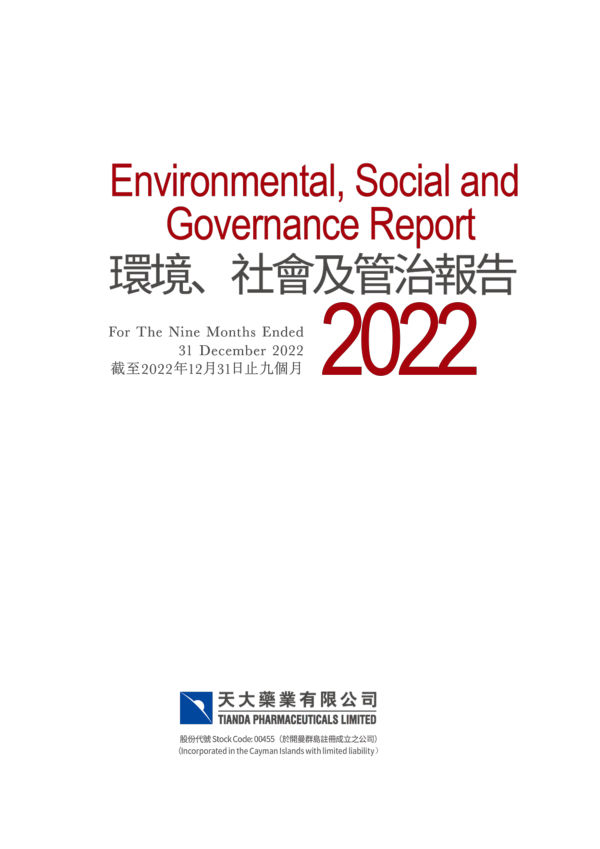 Environmental, Social and
Governance Report
環境、社會及管治報告
For The Nine Months Ended
31 December 2022
截至2022年12月31日止九個月
2022
天大藥業有限公司
TIANDA PHARMACEUTICALS LIMITED
股份代號 Stock Code: 00455（於開曼群島註冊成立之公司）
（Incorporated in the Cayman Islands with limited liability）